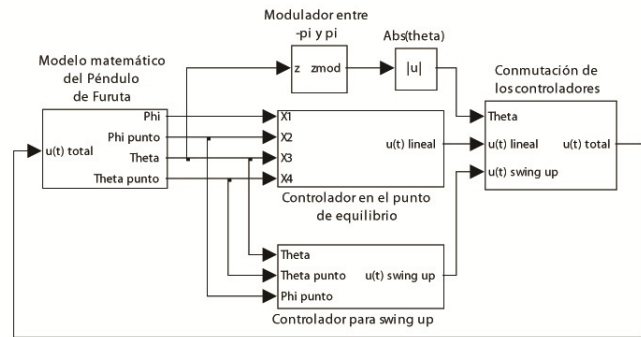 Modulador entre
-pi y pi
Abs(theta)
Modelo matemático
del Péndulo
de Furuta
z zmod
|u|
Conmutación de
los controladores
Phi
Phi punto
u(t) total
Theta
Theta punto
X1
X2
X3
X4
u(t) lineal
Theta
u(t) lineal
u(t) total
u(t) swing up
Controlador en el punto
de equilibrio
Theta
Theta punto
u(t) swing up
Phi punto
Controlador para swing up